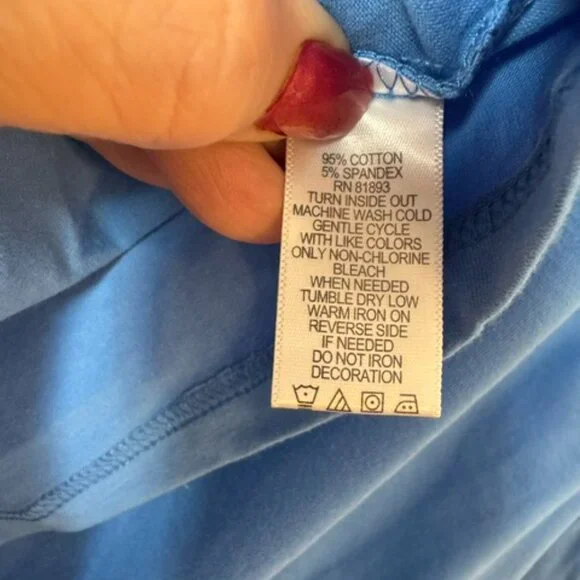 95% COTTON
5% SPANDEX
RN 81893
TURN INSIDE OUT
MACHINE WASH COLD
GENTLE CYCLE
WITH LIKE COLORS
ONLY NON-CHLORINE
BLEACH
WHEN NEEDED
TUMBLE DRY LOW
WARM IRON ON
REVERSE SIDE
IF NEEDED
DO NOT IRON
DECORATION